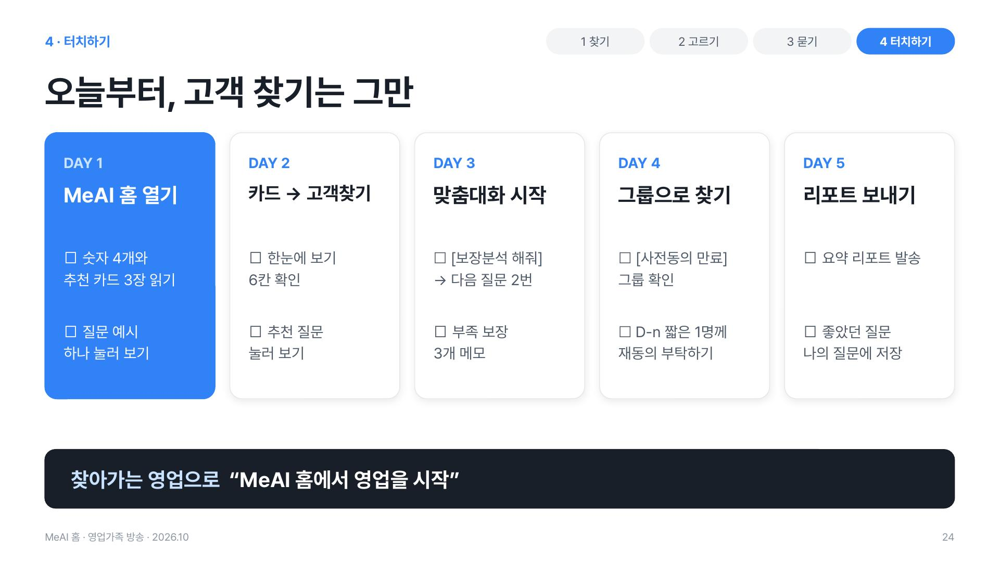 4 · 터치하기
1 찾기
2 고르기
3 묻기
4 터치하기
오늘부터, 고객 찾기는 그만
DAY 1
MeAI 홈 열기
☐ 숫자 4개와
추천 카드 3장 읽기
☐ 질문 예시
하나 눌러 보기
DAY 2
카드 → 고객찾기
☐ 한눈에 보기
6칸 확인
☐ 추천 질문
눌러 보기
DAY 3
맞춤대화 시작
☐ [보장분석 해줘]
→ 다음 질문 2번
☐ 부족 보장
3개 메모
DAY 4
그룹으로 찾기
☐ [사전동의 만료]
그룹 확인
☐ D-n 짧은 1명께
재동의 부탁하기
DAY 5
리포트 보내기
☐ 요약 리포트 발송
☐ 좋았던 질문
나의 질문에 저장
찾아가는 영업으로 “MeAI 홈에서 영업을 시작”
MeAI 홈 · 영업가족 방송 · 2026.10
24